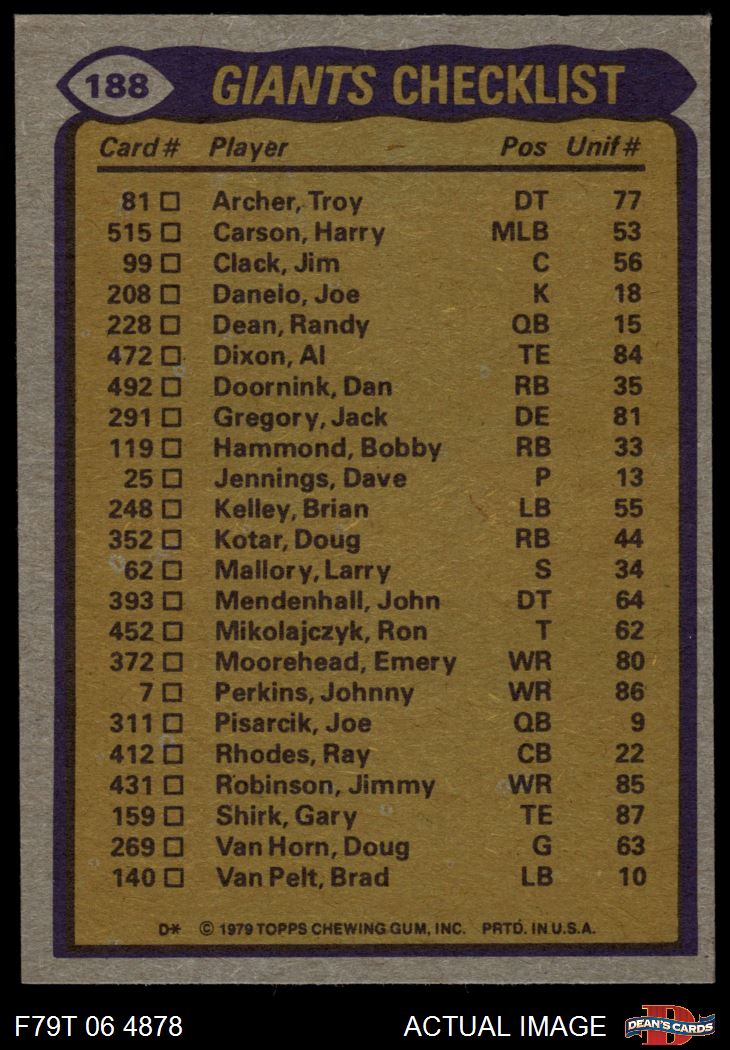 188 GIANTS CHECKLIST
Card # Player Pos Unif #
81 Archer, Troy DT 77
515 Carson, Harry MLB 53
99 Clack, Jim C 56
208 Danelo, Joe K 18
228 Dean, Randy QB 15
472 Dixon, Al TE 84
492 Doornink, Dan RB 35
291 Gregory, Jack DE 81
119 Hammond, Bobby RB 33
25 Jennings, Dave P 13
248 Kelley, Brian LB 55
352 Kotar, Doug RB 44
62 Mallory, Larry S 34
393 Mendenhall, John DT 64
452 Mikolajczyk, Ron T 62
372 Moorehead, Emery WR 80
7 Perkins, Johnny WR 86
311 Pisarcik, Joe QB 9
412 Rhodes, Ray CB 22
431 Robinson, Jimmy WR 85
159 Shirk, Gary TE 87
269 Van Horn, Doug G 63
140 Van Pelt, Brad LB 10
D* © 1979 TOPPS CHEWING GUM, INC. PRTD. IN U.S.A.
F79T 06 4878 ACTUAL IMAGE D DEAN'S CARDS